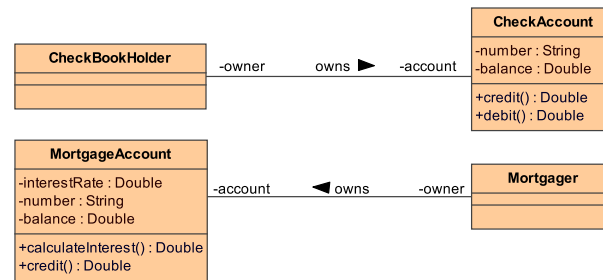 CheckBookHolder
-owner owns -account
CheckAccount
-number : String
-balance : Double
+credit() : Double
+debit() : Double
MortgageAccount
-interestRate : Double
-number : String
-balance : Double
+calculateInterest() : Double
+credit() : Double
-account owns -owner
Mortgager